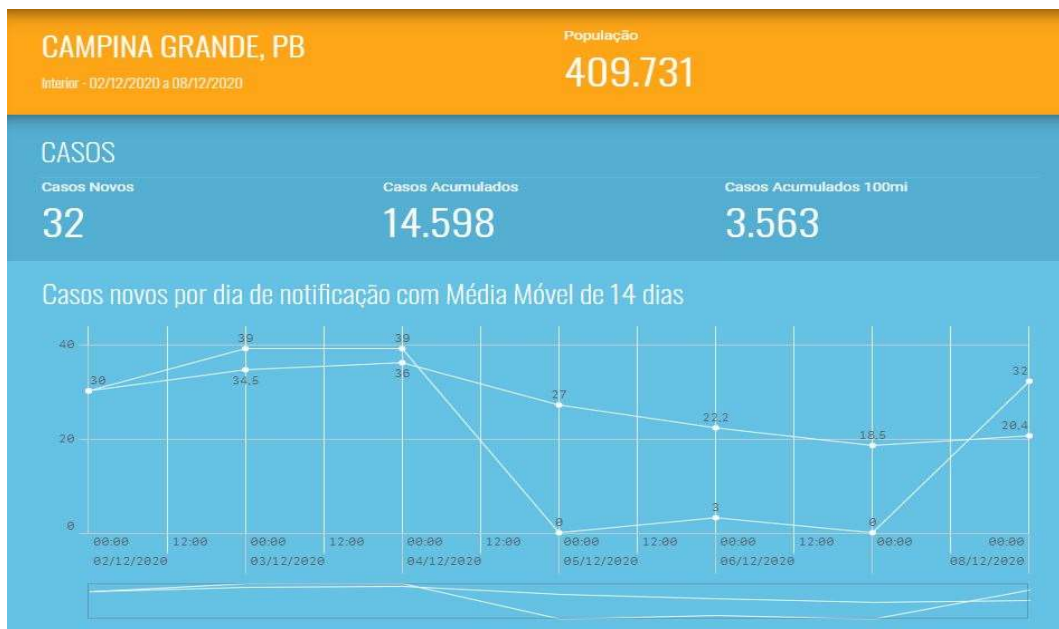 CAMPINA GRANDE, PB
Interior - 02/12/2020 a 08/12/2020
População
409.731
CASOS
Casos Novos
32
Casos Acumulados
14.598
Casos Acumulados 100mi
3.563
Casos novos por dia de notificação com Média Móvel de 14 dias
40
20
0
30
39
34,5
39
36
27
0
22,2
3
18,5
0
32
20,4
00:00 12:00 00:00 12:00 00:00 12:00 00:00 12:00 00:00 12:00 00:00 00:00
02/12/2020 03/12/2020 04/12/2020 05/12/2020 06/12/2020 08/12/2020